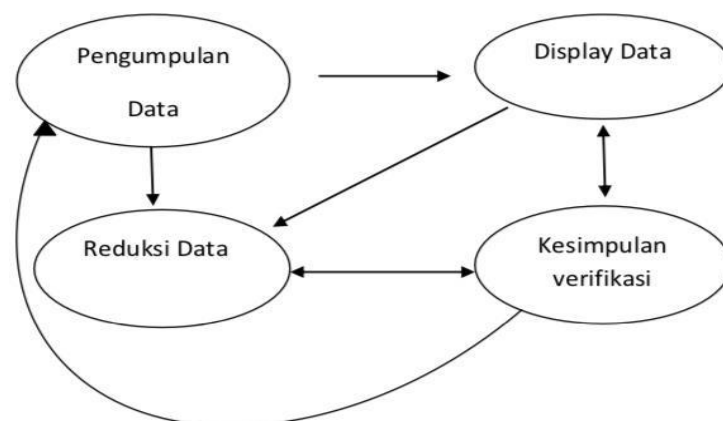 Pengumpulan
Data
Display Data
Reduksi Data
Kesimpulan
verifikasi